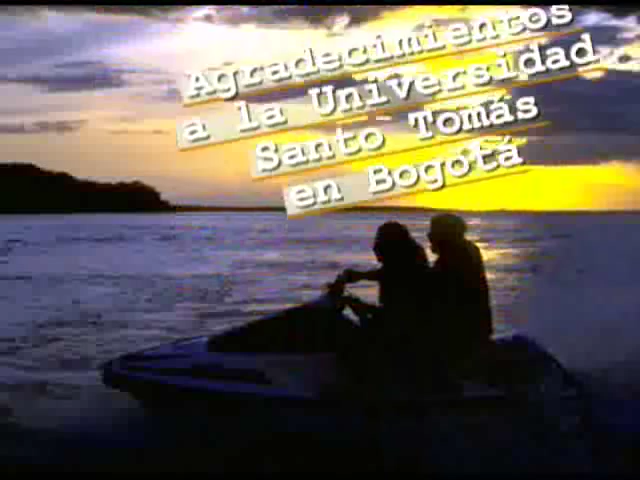 Agradecimientos
a la Universidad
Santo Tomás
en Bogotá